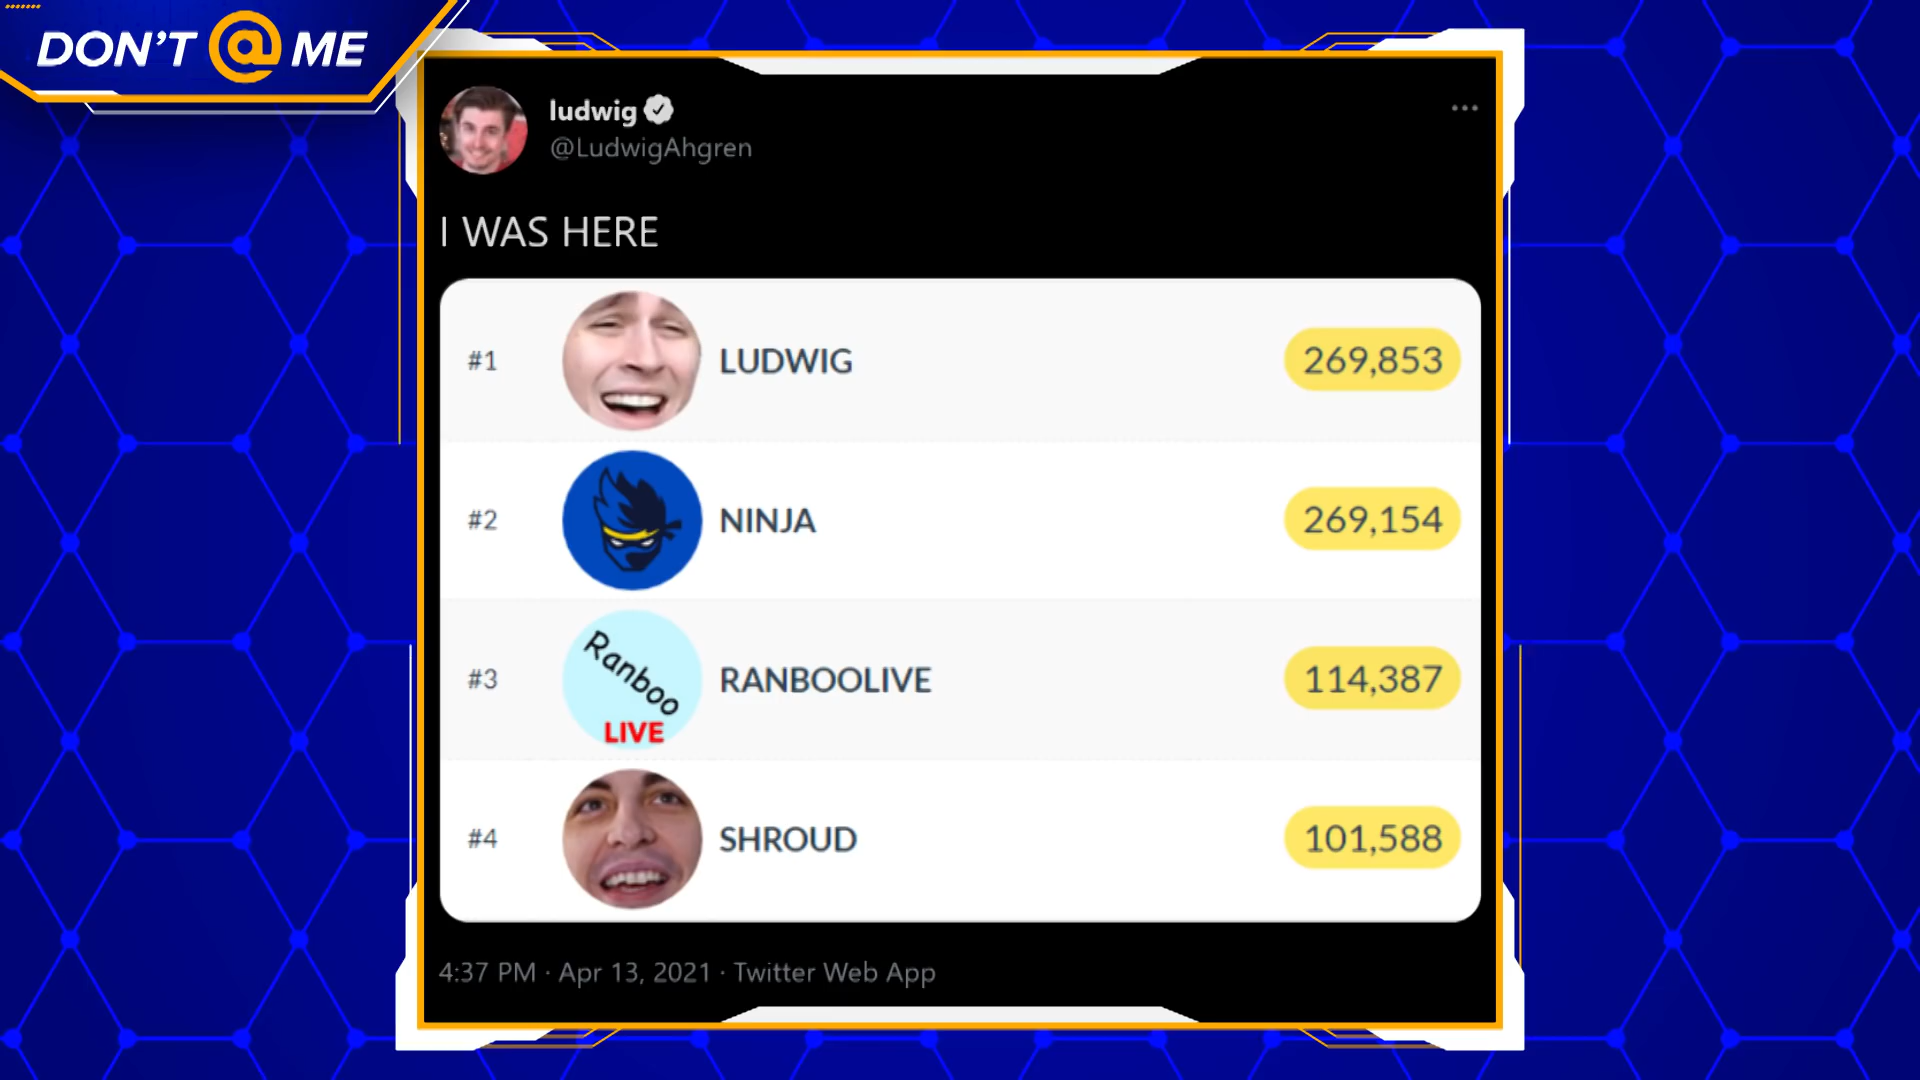 DON'T @ ME
ludwig
@LudwigAhgren
I WAS HERE
#1 LUDWIG 269,853
#2 NINJA 269,154
Ranboo
LIVE
#3 RANBOOLIVE 114,387
#4 SHROUD 101,588
4:37 PM · Apr 13, 2021 · Twitter Web App